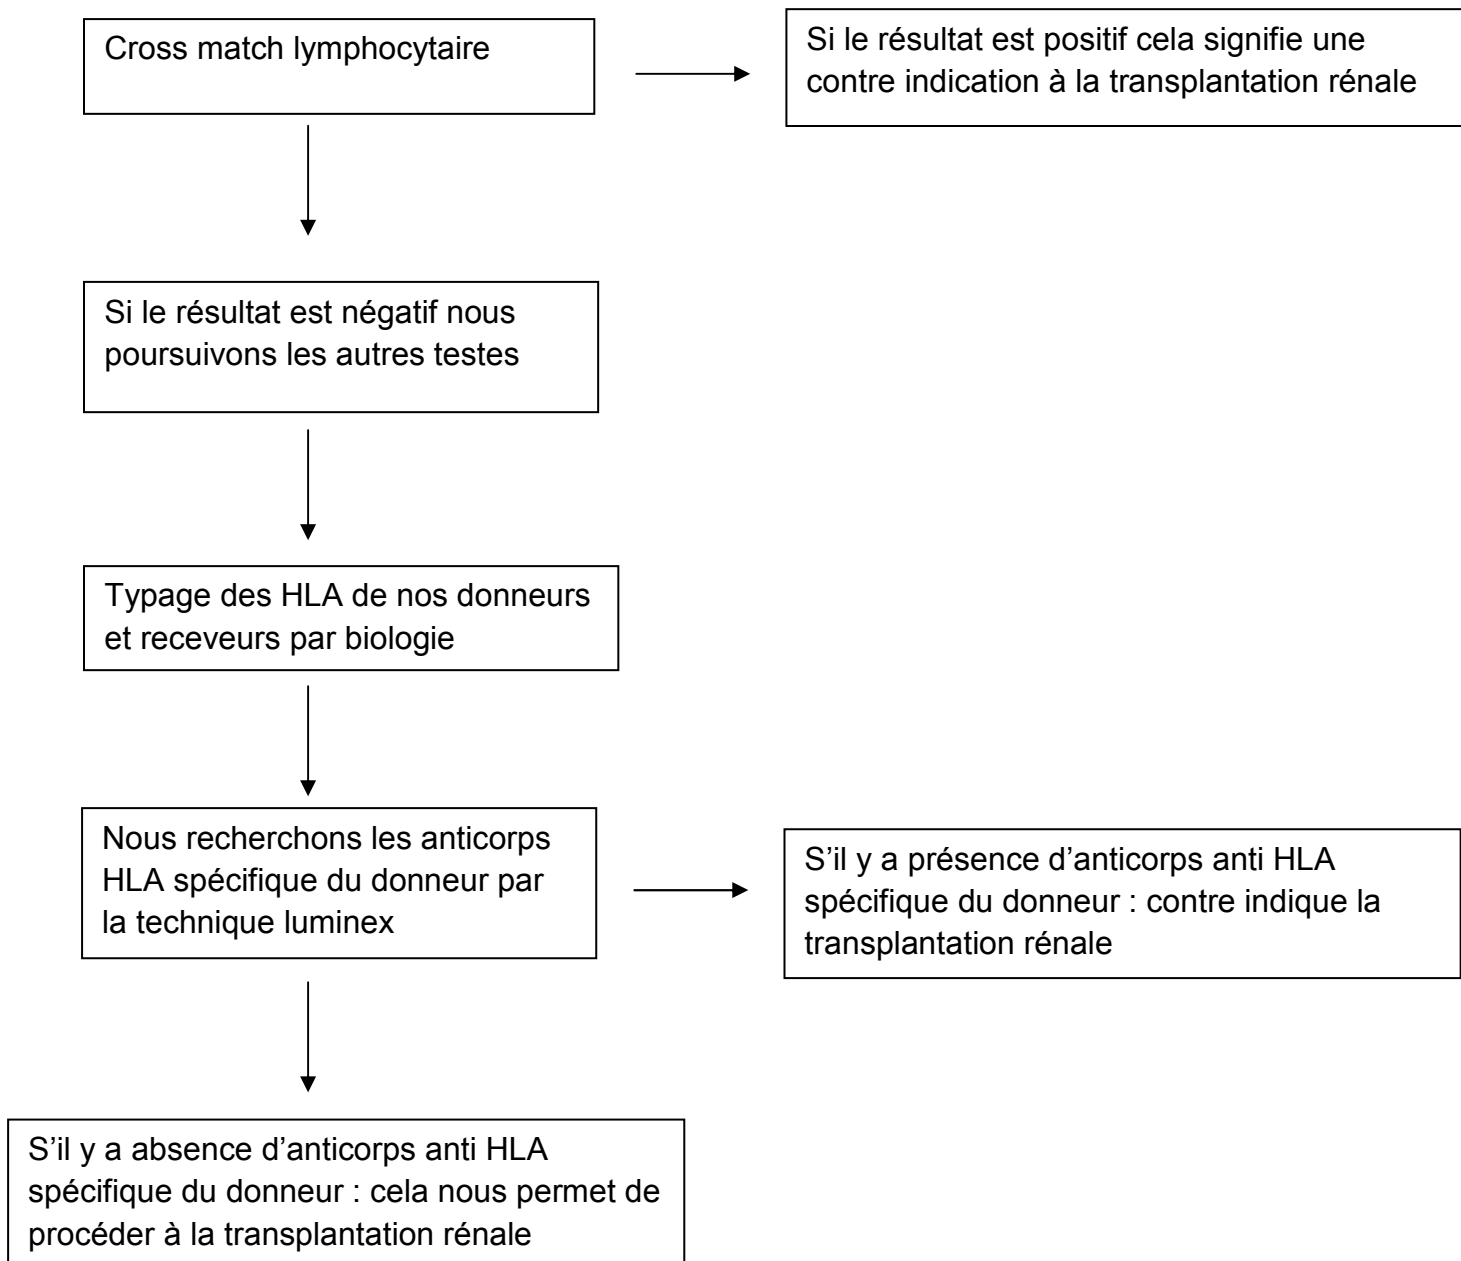 Cross match lymphocytaire
Si le résultat est positif cela signifie une
contre indication à la transplantation rénale
Si le résultat est négatif nous
poursuivons les autres testes
Typage des HLA de nos donneurs
et receveurs par biologie
Nous recherchons les anticorps
HLA spécifique du donneur par
la technique luminex
S’il y a présence d’anticorps anti HLA
spécifique du donneur : contre indique la
transplantation rénale
S’il y a absence d’anticorps anti HLA
spécifique du donneur : cela nous permet de
procéder à la transplantation rénale